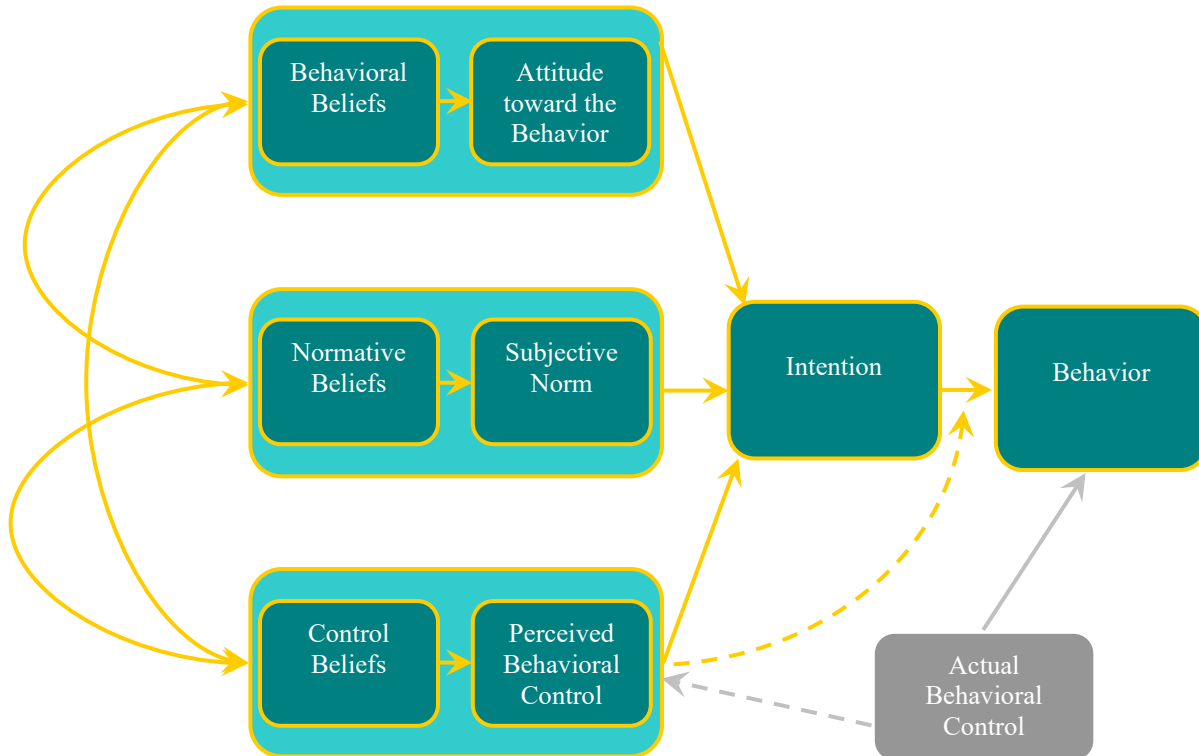 Behavioral
Beliefs
Attitude
toward the
Behavior
Normative
Beliefs
Subjective
Norm
Intention
Behavior
Control
Beliefs
Perceived
Behavioral
Control
Actual
Behavioral
Control